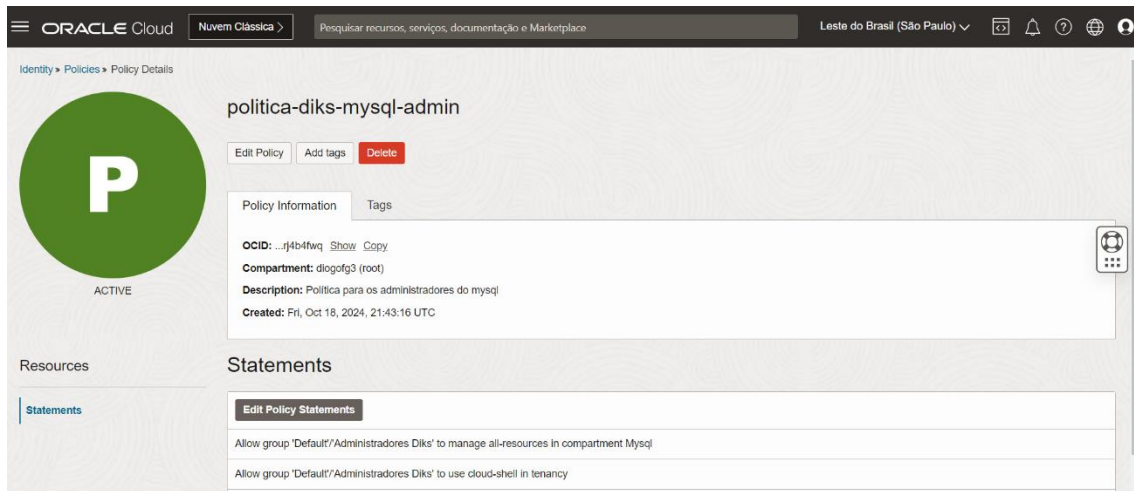 ORACLE Cloud
Nuvem Clássica >
Pesquisar recursos, serviços, documentação e Marketplace
Leste do Brasil (São Paulo)
Identity » Policies » Policy Details
P
ACTIVE
politica-diks-mysql-admin
Edit Policy Add tags Delete
Policy Information Tags
OCID: ...rj4b4fwq Show Copy
Compartment: diogofg3 (root)
Description: Política para os administradores do mysql
Created: Fri, Oct 18, 2024, 21:43:16 UTC
Resources
Statements
Statements
Edit Policy Statements
Allow group 'Default'/'Administradores Diks' to manage all-resources in compartment Mysql
Allow group 'Default'/'Administradores Diks' to use cloud-shell in tenancy